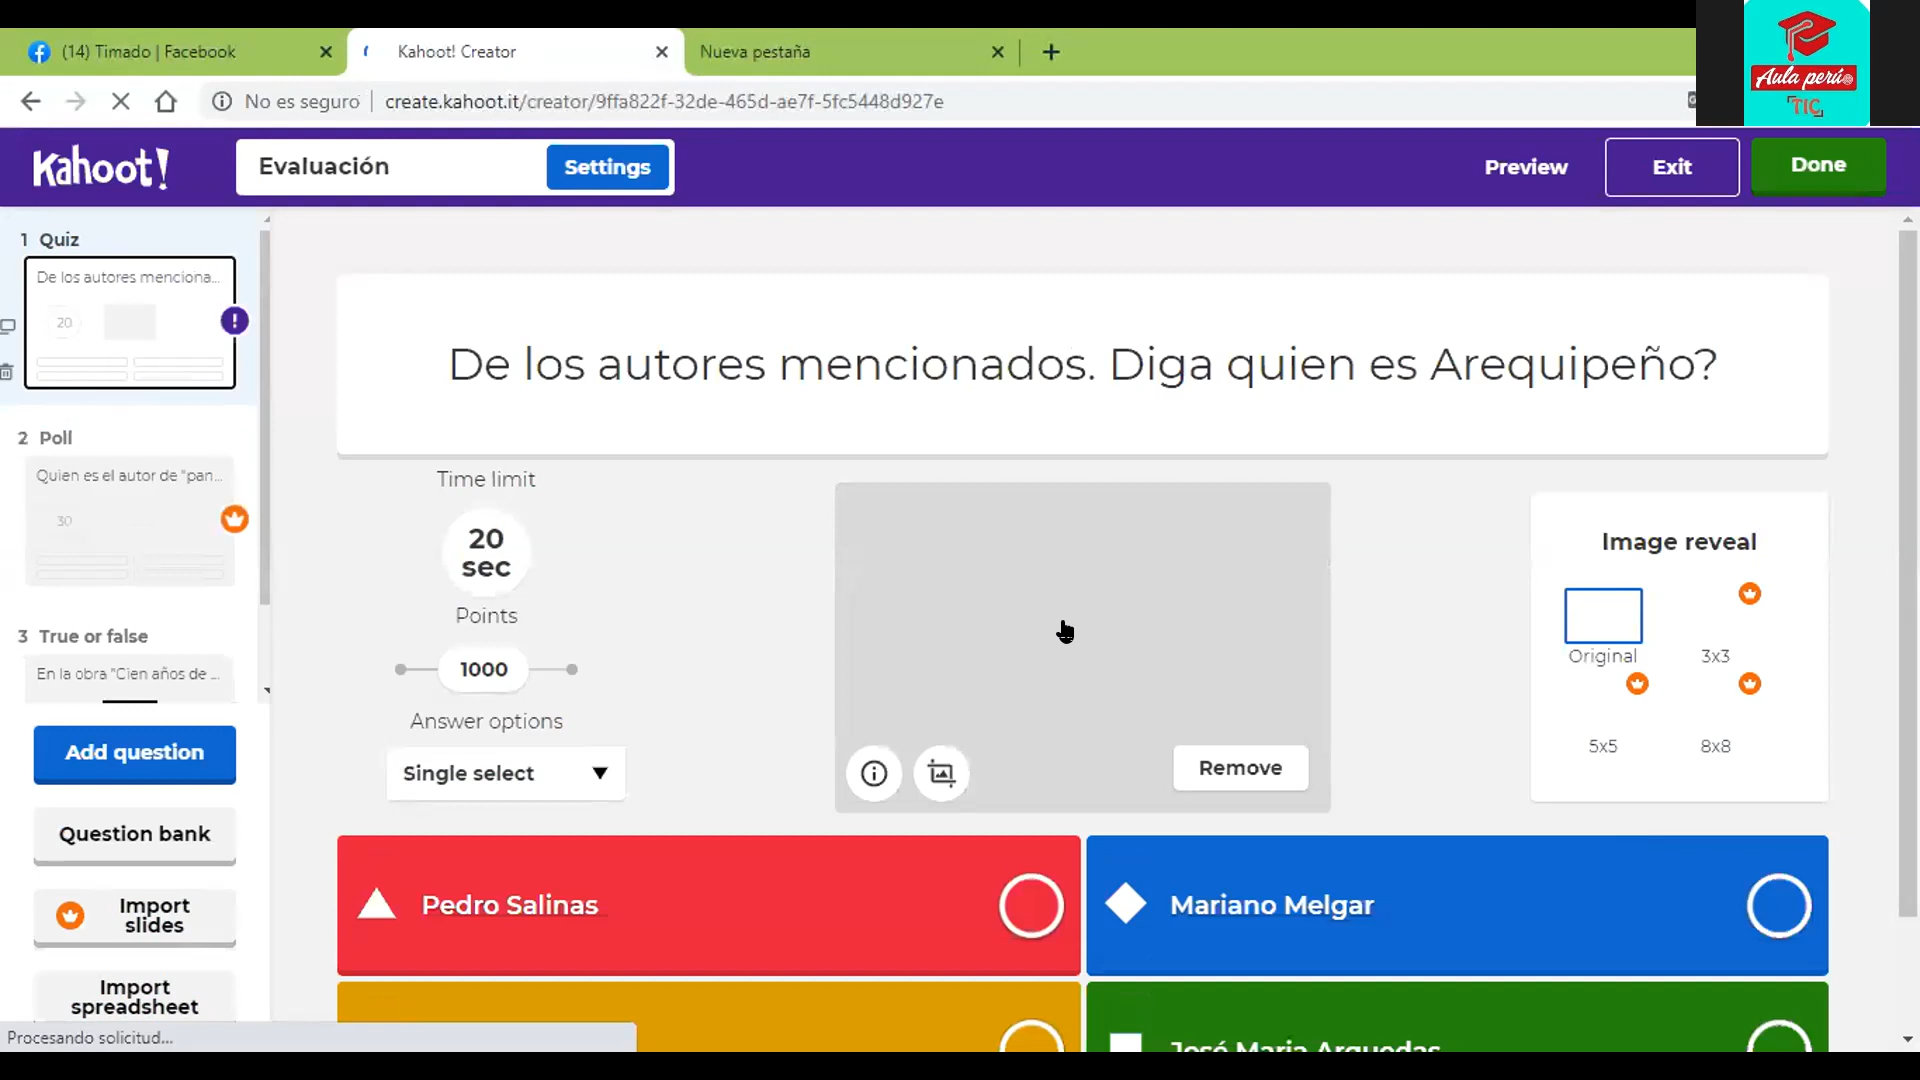 (14) Timado | Facebook
Kahoot! Creator
Nueva pestaña
Aula perú
TIC
No es seguro
create.kahoot.it/creator/9ffa822f-32de-465d-ae7f-5fc5448d927e
Kahoot!
Evaluación
Settings
Preview
Exit
Done
1 Quiz
De los autores menciona...
20
2 Poll
Quien es el autor de "pan...
30
3 True or false
En la obra "Cien años de ...
Add question
Question bank
Import
slides
Import
spreadsheet
De los autores mencionados. Diga quien es Arequipeño?
Time limit
20
sec
Points
1000
Answer options
Single select
Remove
Image reveal
Original
3x3
5x5
8x8
Pedro Salinas
Mariano Melgar
José Maria Arguedas
Procesando solicitud...